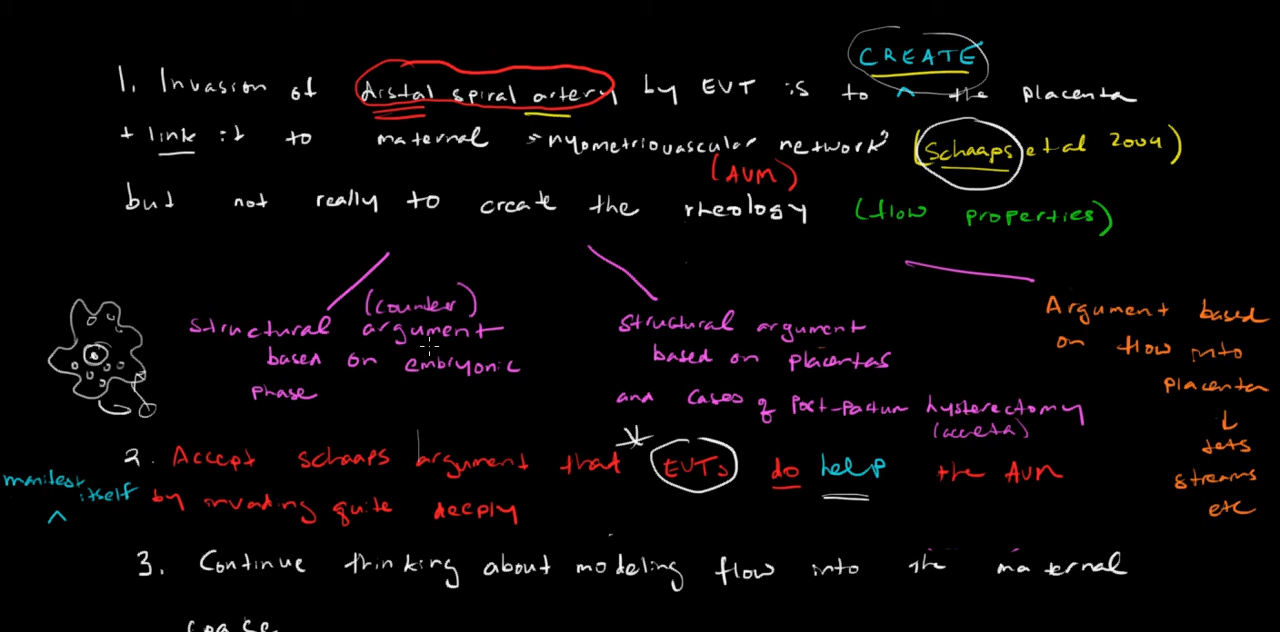 CREATE
1. Invasion of distal spiral artery by EVT is to ^ the placenta
+ link it to maternal "myometriovascular network" (Schaaps et al 2004)
(AVM)
but not really to create the rheology (flow properties)
Structural (counter) argument
based on embryonic
phase
Structural argument
based on placentas
and cases of post-partum hysterectomy
(acceta)
Argument based
on flow into
placenta
↓
jets
streams
etc
2. Accept schaaps argument that EVTs do help the AVM
manifest itself
^ by invading quite deeply
3. Continue thinking about modeling flow into the maternal
space